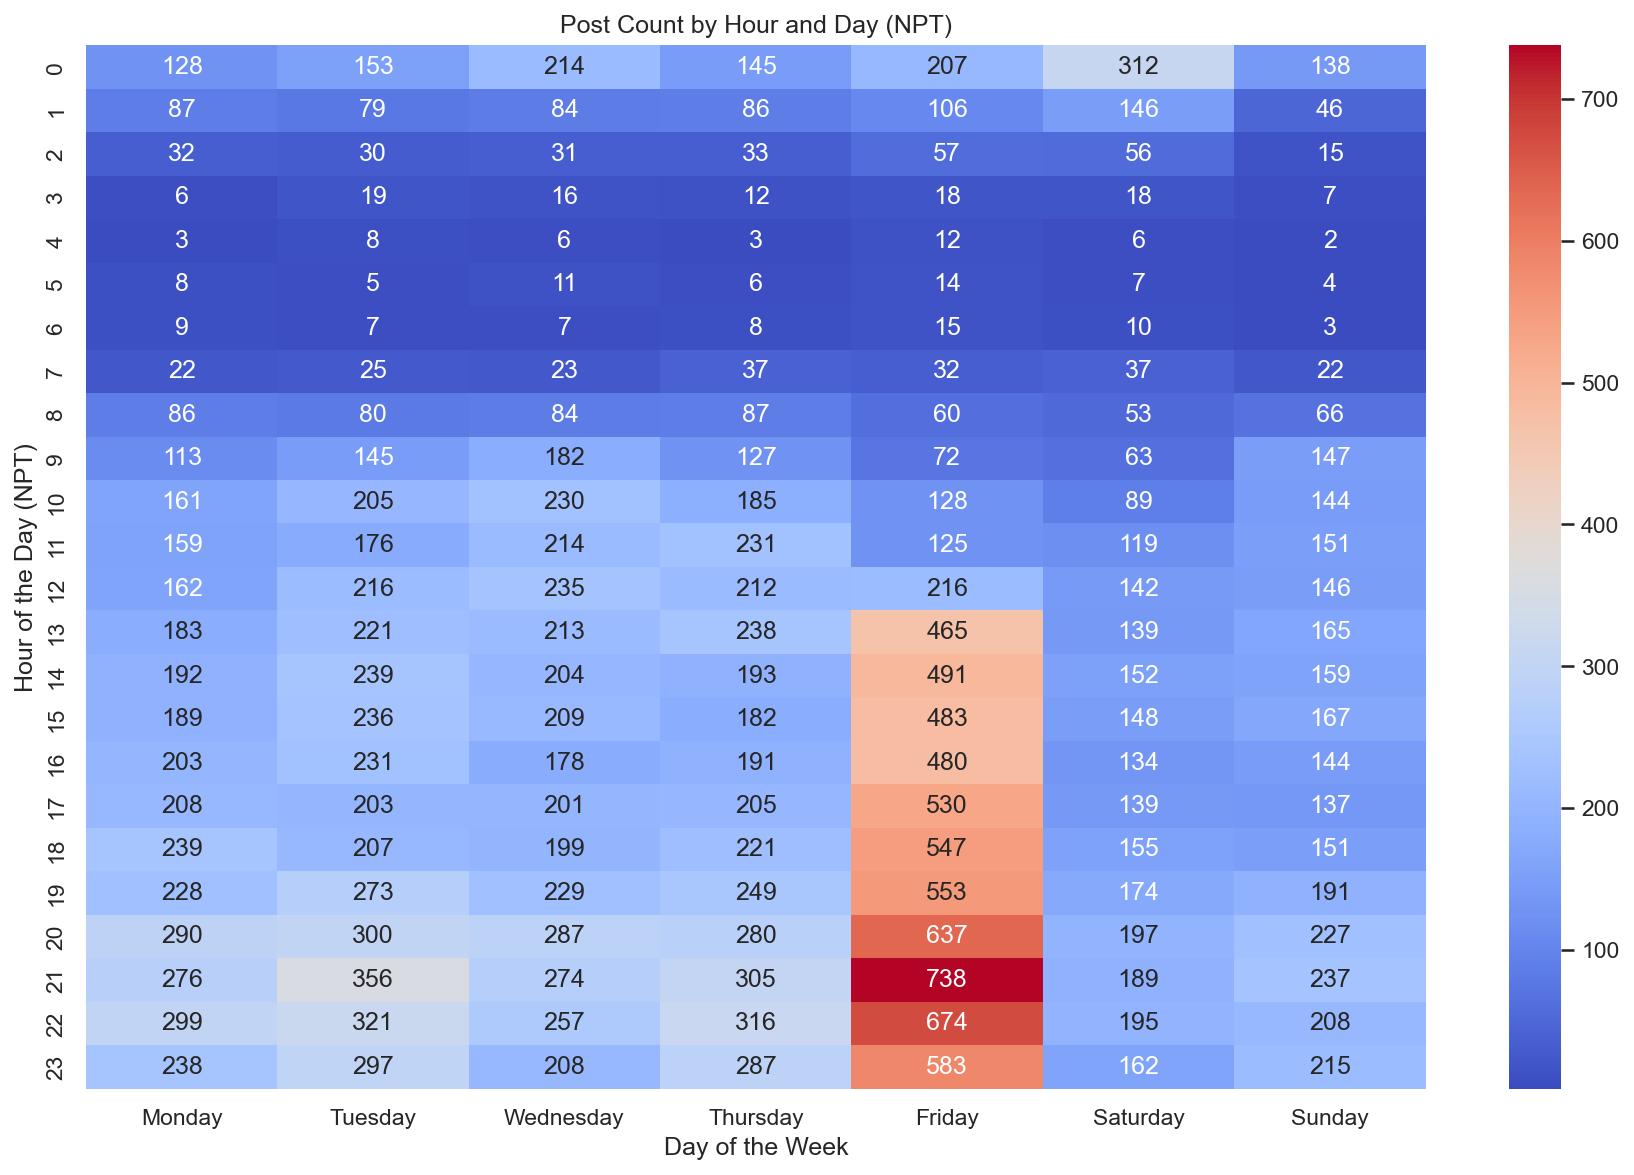 Post Count by Hour and Day (NPT)
0 128 153 214 145 207 312 138
1 87 79 84 86 106 146 46
2 32 30 31 33 57 56 15
3 6 19 16 12 18 18 7
4 3 8 6 3 12 6 2
5 8 5 11 6 14 7 4
6 9 7 7 8 15 10 3
7 22 25 23 37 32 37 22
8 86 80 84 87 60 53 66
9 113 145 182 127 72 63 147
10 161 205 230 185 128 89 144
11 159 176 214 231 125 119 151
12 162 216 235 212 216 142 146
13 183 221 213 238 465 139 165
14 192 239 204 193 491 152 159
15 189 236 209 182 483 148 167
16 203 231 178 191 480 134 144
17 208 203 201 205 530 139 137
18 239 207 199 221 547 155 151
19 228 273 229 249 553 174 191
20 290 300 287 280 637 197 227
21 276 356 274 305 738 189 237
22 299 321 257 316 674 195 208
23 238 297 208 287 583 162 215
Monday Tuesday Wednesday Thursday Friday Saturday Sunday
Day of the Week
Hour of the Day (NPT)
700
600
500
400
300
200
100